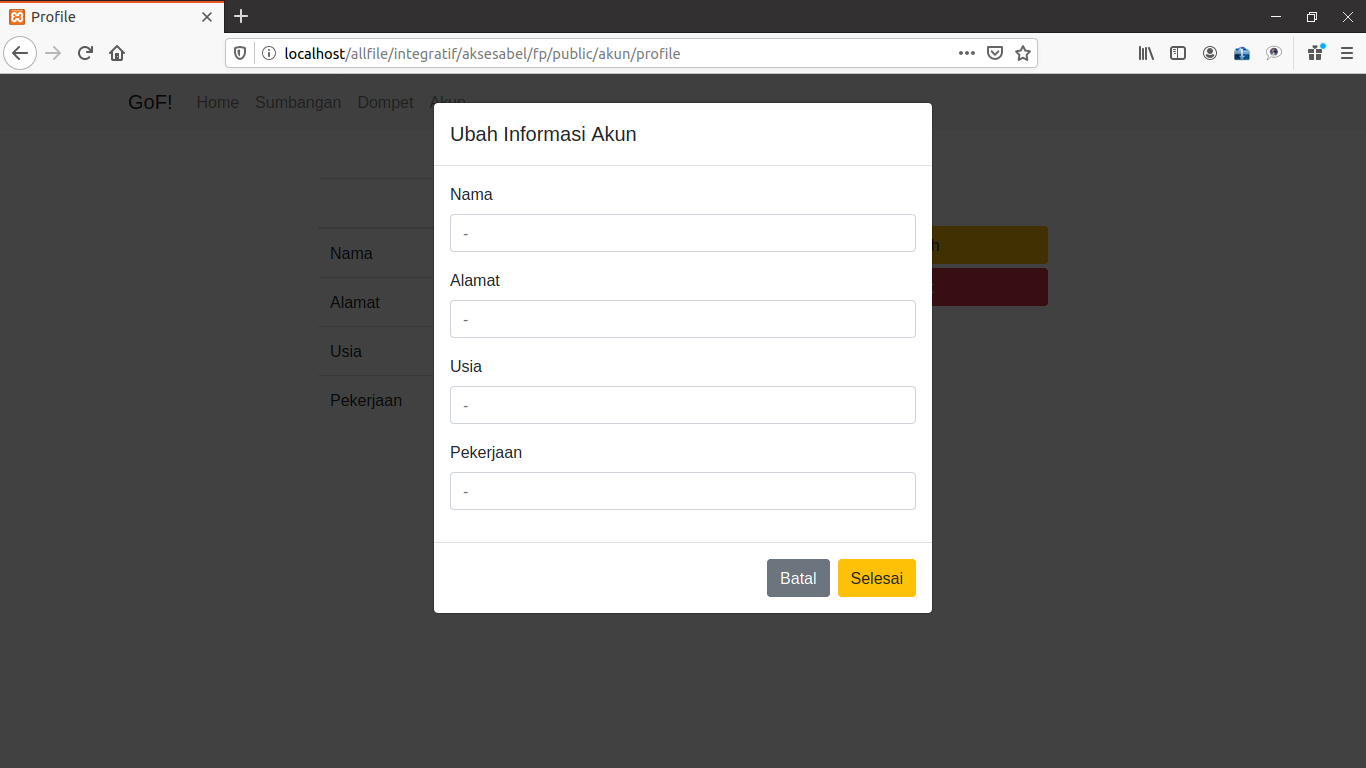 Profile
localhost/allfile/integratif/aksesabel/fp/public/akun/profile
GoF! Home Sumbangan Dompet Akun
Ubah Informasi Akun
Nama
-
Alamat
-
Usia
-
Pekerjaan
-
Batal Selesai
Nama
Alamat
Usia
Pekerjaan